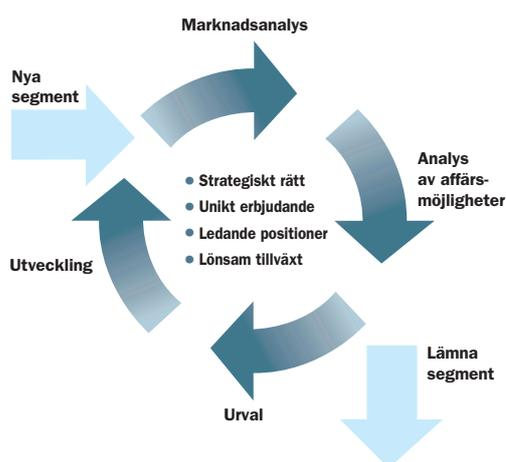 Marknadsanalys
Nya
segment
Analys
av affärs-
möjligheter
• Strategiskt rätt
• Unikt erbjudande
• Ledande positioner
• Lönsam tillväxt
Utveckling
Lämna
segment
Urval